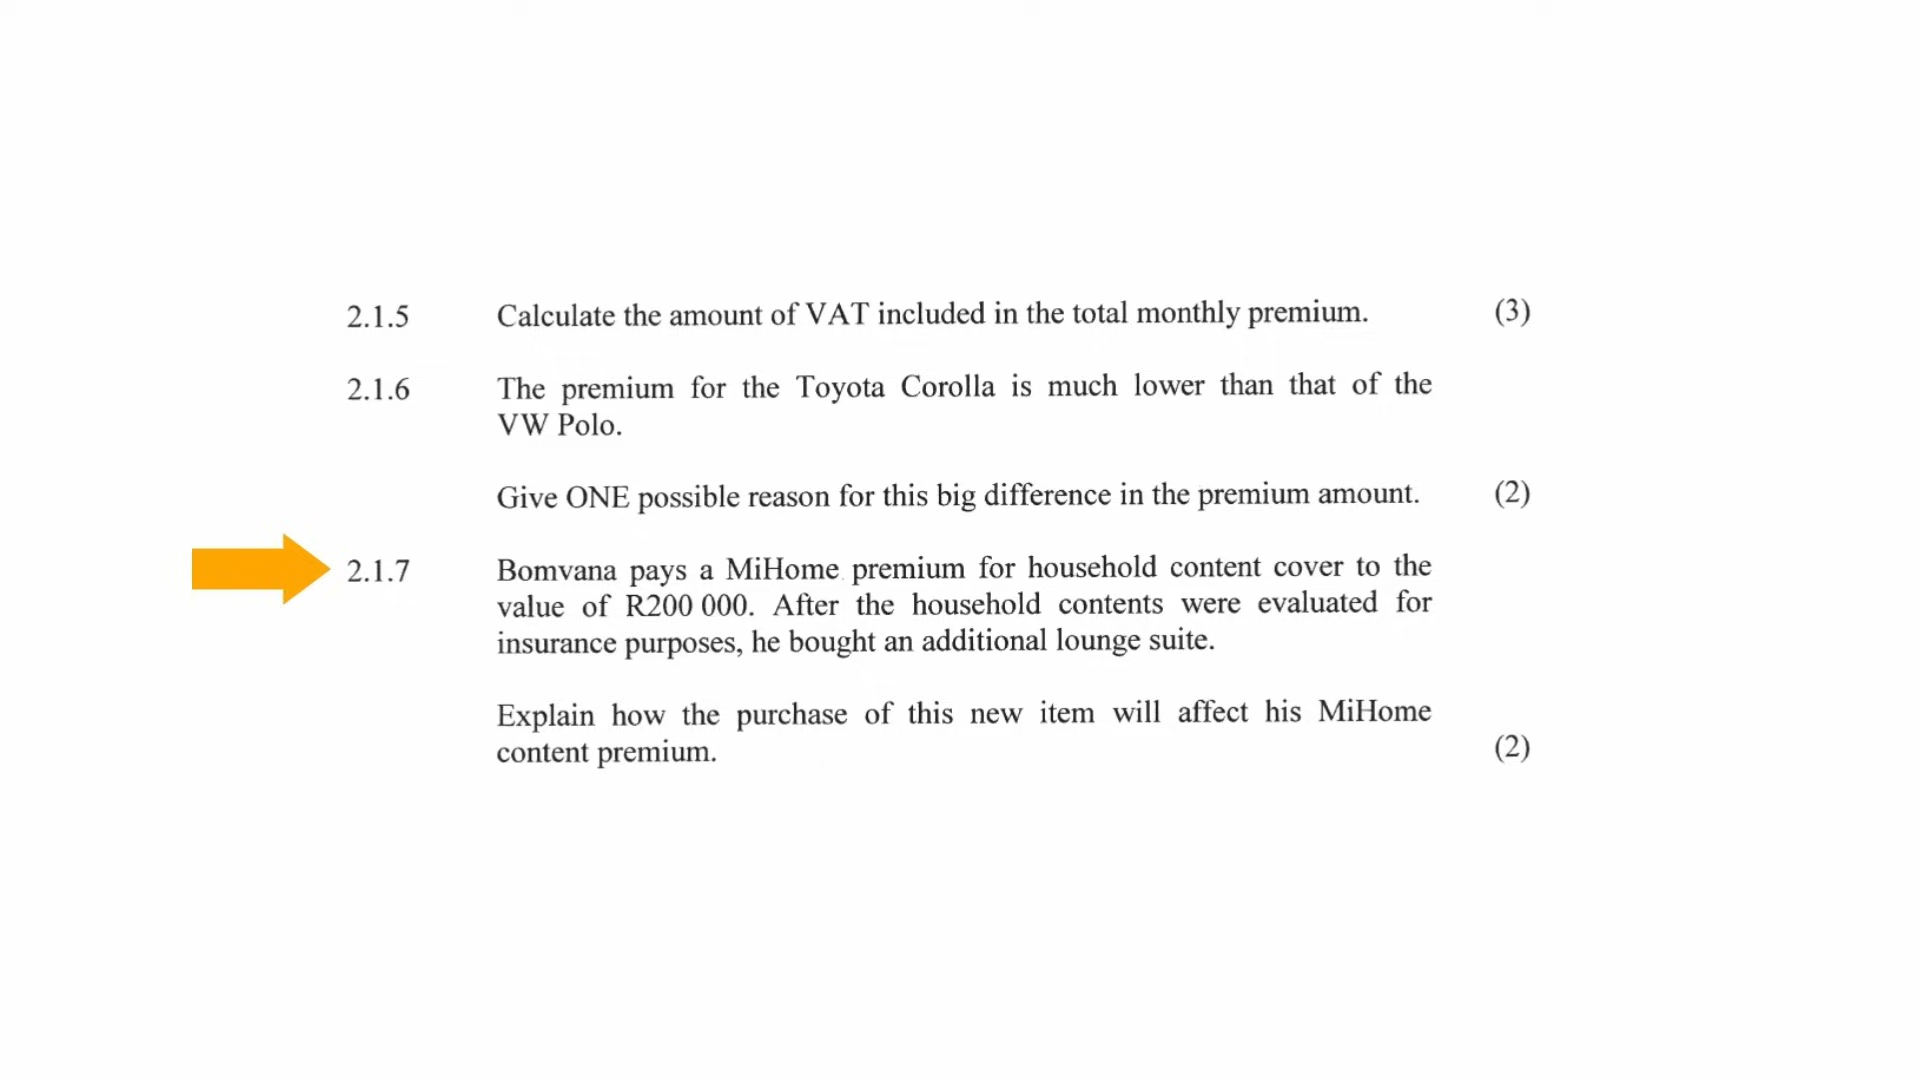 2.1.5 Calculate the amount of VAT included in the total monthly premium. (3)
2.1.6 The premium for the Toyota Corolla is much lower than that of the
VW Polo.
Give ONE possible reason for this big difference in the premium amount. (2)
2.1.7 Bomvana pays a MiHome premium for household content cover to the
value of R200 000. After the household contents were evaluated for
insurance purposes, he bought an additional lounge suite.
Explain how the purchase of this new item will affect his MiHome
content premium. (2)